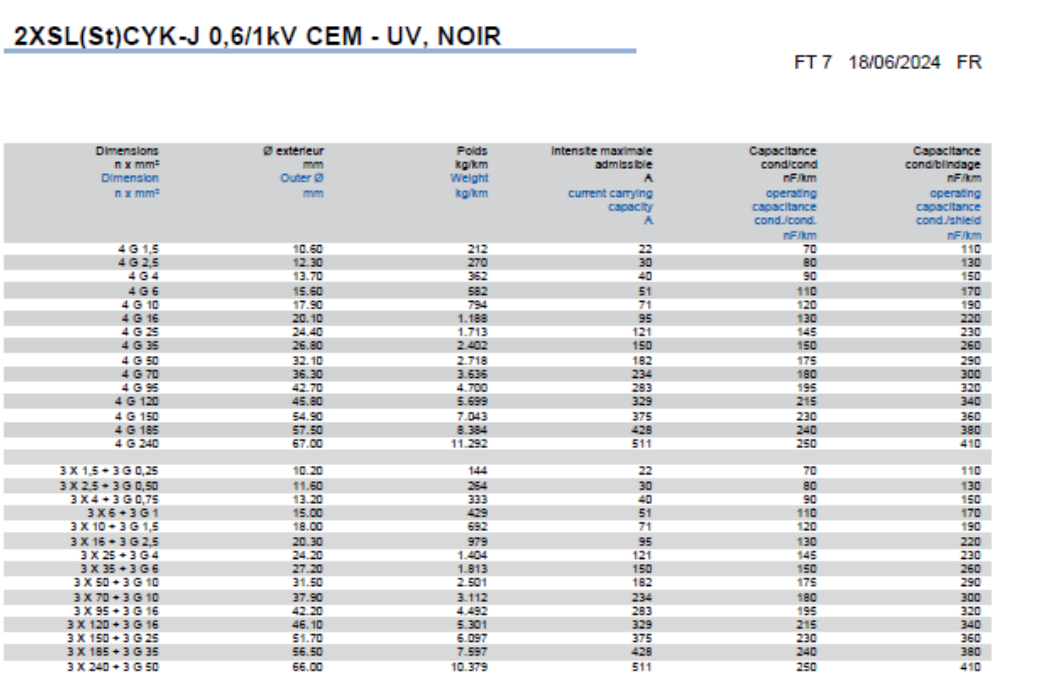 2XSL(St)CYK-J 0,6/1kV CEM - UV, NOIR
FT 7 18/06/2024 FR
Dimensions Ø extérieur Poids Intensite maximale Capacitance Capacitance
n x mm² mm kg/km admissible cond/cond cond/blindage
Dimension Outer Ø Weight A nF/km nF/km
n x mm² mm kg/km current carrying operating operating
capacity capacitance capacitance
A cond./cond. cond./shield
nF/km nF/km
4 G 1,5 10.60 212 22 70 110
4 G 2,5 12.30 270 30 80 130
4 G 4 13.70 362 40 90 150
4 G 6 15.60 582 51 110 170
4 G 10 17.90 794 71 120 190
4 G 16 20.10 1.188 95 130 220
4 G 25 24.40 1.713 121 145 230
4 G 35 26.80 2.402 150 150 260
4 G 50 32.10 2.718 182 175 290
4 G 70 36.30 3.636 234 180 300
4 G 95 42.70 4.700 283 195 320
4 G 120 45.80 5.699 329 215 340
4 G 150 54.90 7.043 375 230 360
4 G 185 57.50 8.384 428 240 380
4 G 240 67.00 11.292 511 250 410
3 X 1,5 + 3 G 0,25 10.20 144 22 70 110
3 X 2,5 + 3 G 0,50 11.60 264 30 80 130
3 X 4 + 3 G 0,75 13.20 333 40 90 150
3 X 6 + 3 G 1 15.00 429 51 110 170
3 X 10 + 3 G 1,5 18.00 692 71 120 190
3 X 16 + 3 G 2,5 20.30 979 95 130 220
3 X 25 + 3 G 4 24.20 1.404 121 145 230
3 X 35 + 3 G 6 27.20 1.813 150 150 260
3 X 50 + 3 G 10 31.50 2.501 182 175 290
3 X 70 + 3 G 10 37.90 3.112 234 180 300
3 X 95 + 3 G 16 42.20 4.492 283 195 320
3 X 120 + 3 G 16 46.10 5.301 329 215 340
3 X 150 + 3 G 25 51.70 6.097 375 230 360
3 X 185 + 3 G 35 56.50 7.597 428 240 380
3 X 240 + 3 G 50 66.00 10.379 511 250 410